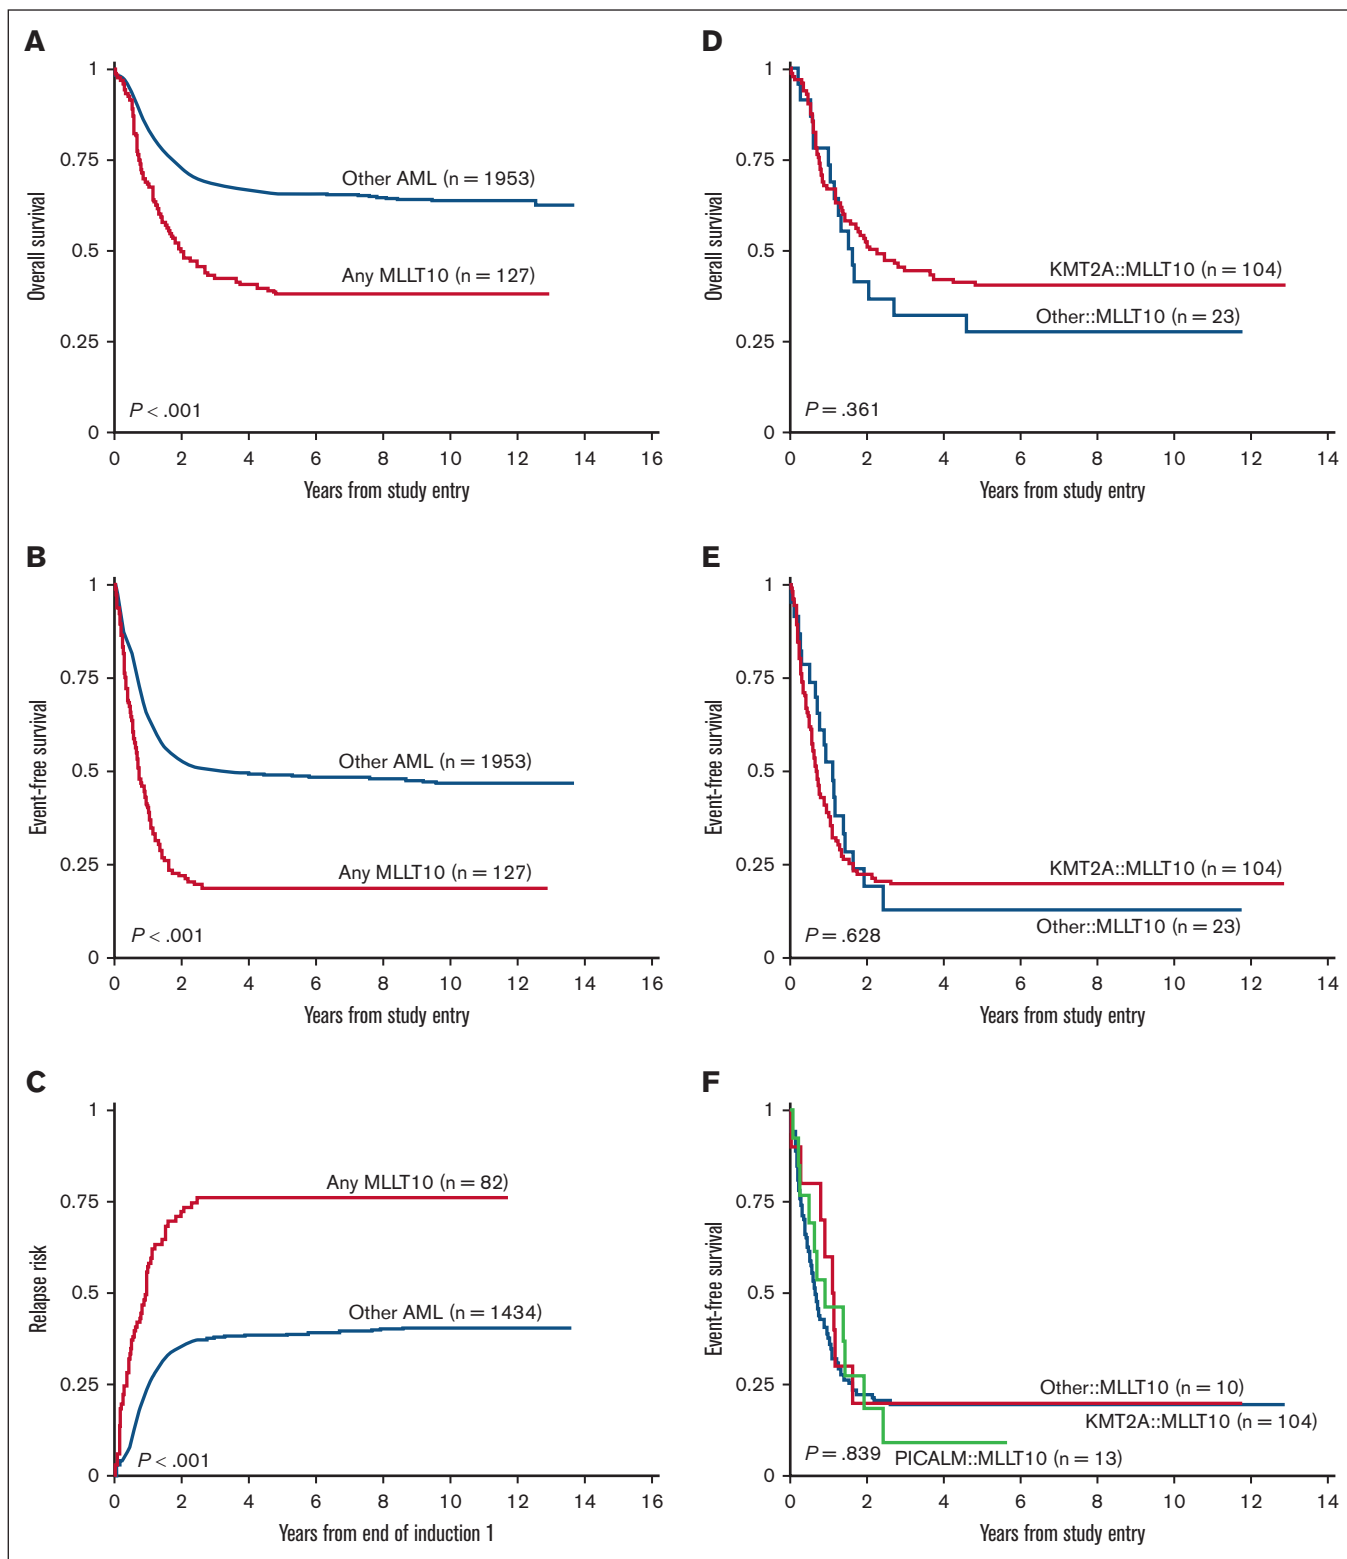 A
Overall survival
1
0.75
0.5
0.25
0
Other AML (n = 1953)
Any MLLT10 (n = 127)
P < .001
0 2 4 6 8 10 12 14 16
Years from study entry
B
Event-free survival
1
0.75
0.5
0.25
0
Other AML (n = 1953)
Any MLLT10 (n = 127)
P < .001
0 2 4 6 8 10 12 14 16
Years from study entry
C
Relapse risk
1
0.75
0.5
0.25
0
Any MLLT10 (n = 82)
Other AML (n = 1434)
P < .001
0 2 4 6 8 10 12 14 16
Years from end of induction 1
D
Overall survival
1
0.75
0.5
0.25
0
KMT2A::MLLT10 (n = 104)
Other::MLLT10 (n = 23)
P = .361
0 2 4 6 8 10 12 14
Years from study entry
E
Event-free survival
1
0.75
0.5
0.25
0
KMT2A::MLLT10 (n = 104)
Other::MLLT10 (n = 23)
P = .628
0 2 4 6 8 10 12 14
Years from study entry
F
Event-free survival
1
0.75
0.5
0.25
0
Other::MLLT10 (n = 10)
KMT2A::MLLT10 (n = 104)
P = .839
PICALM::MLLT10 (n = 13)
0 2 4 6 8 10 12 14
Years from study entry